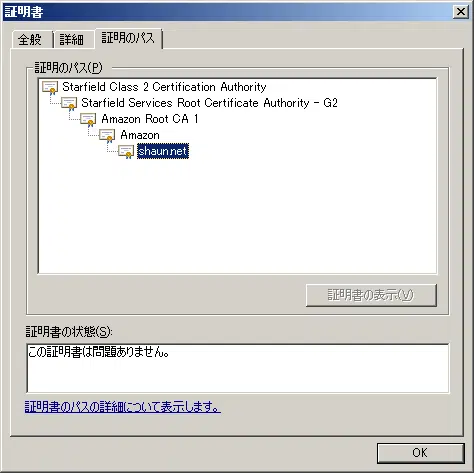 証明書
全般 詳細 証明のパス
証明のパス(P)
Starfield Class 2 Certification Authority
Starfield Services Root Certificate Authority - G2
Amazon Root CA 1
Amazon
shaun.net
証明書の表示(V)
証明書の状態(S):
この証明書は問題ありません。
証明書のパスの詳細について表示します。
OK